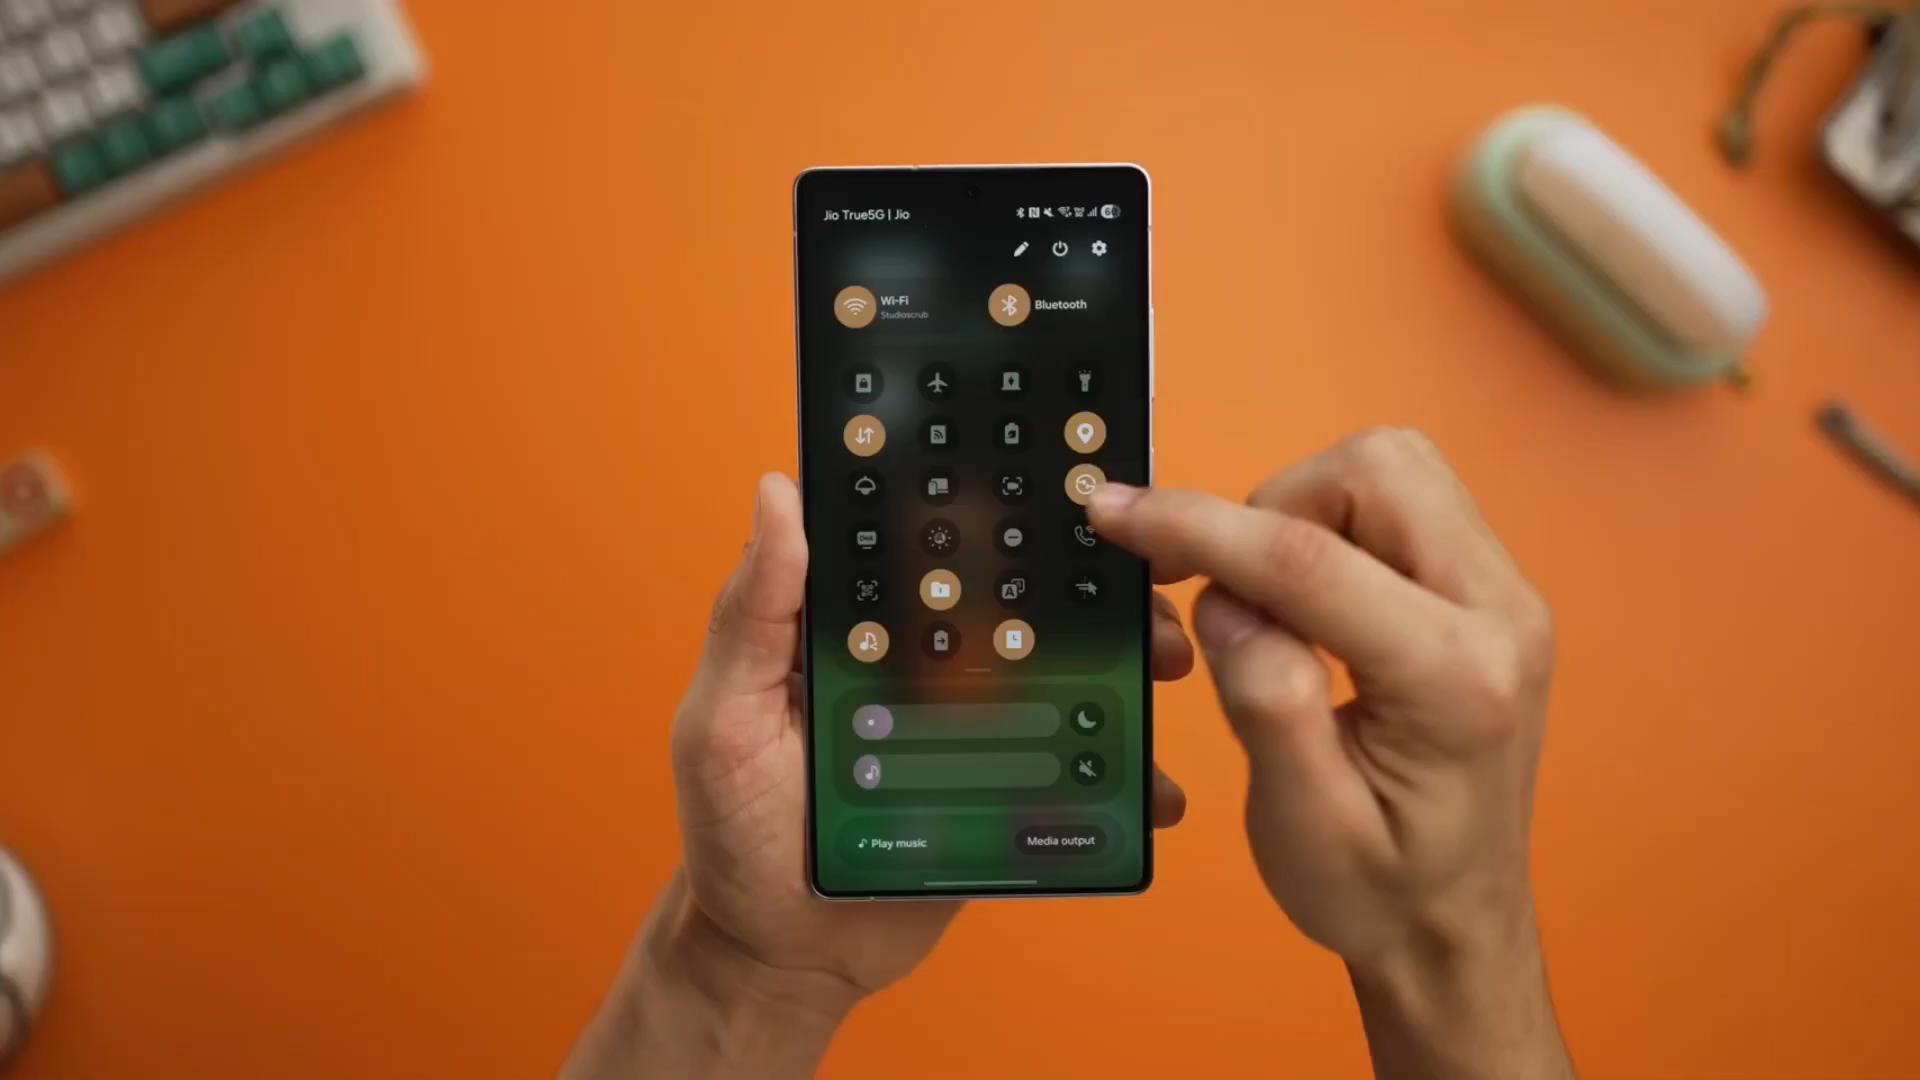 Jio True5G | Jio
Wi-Fi
Studioscrub
Bluetooth
Play music
Media output